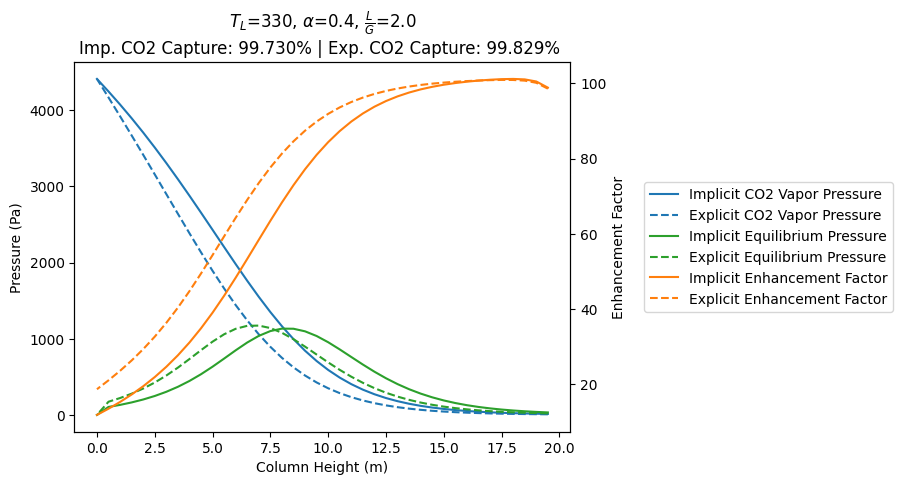 T_L=330, α=0.4, L/G=2.0
Imp. CO2 Capture: 99.730% | Exp. CO2 Capture: 99.829%
4000
3000
2000
1000
0
Pressure (Pa)
0.0 2.5 5.0 7.5 10.0 12.5 15.0 17.5 20.0
Column Height (m)
100
80
60
40
20
Enhancement Factor
Implicit CO2 Vapor Pressure
Explicit CO2 Vapor Pressure
Implicit Equilibrium Pressure
Explicit Equilibrium Pressure
Implicit Enhancement Factor
Explicit Enhancement Factor